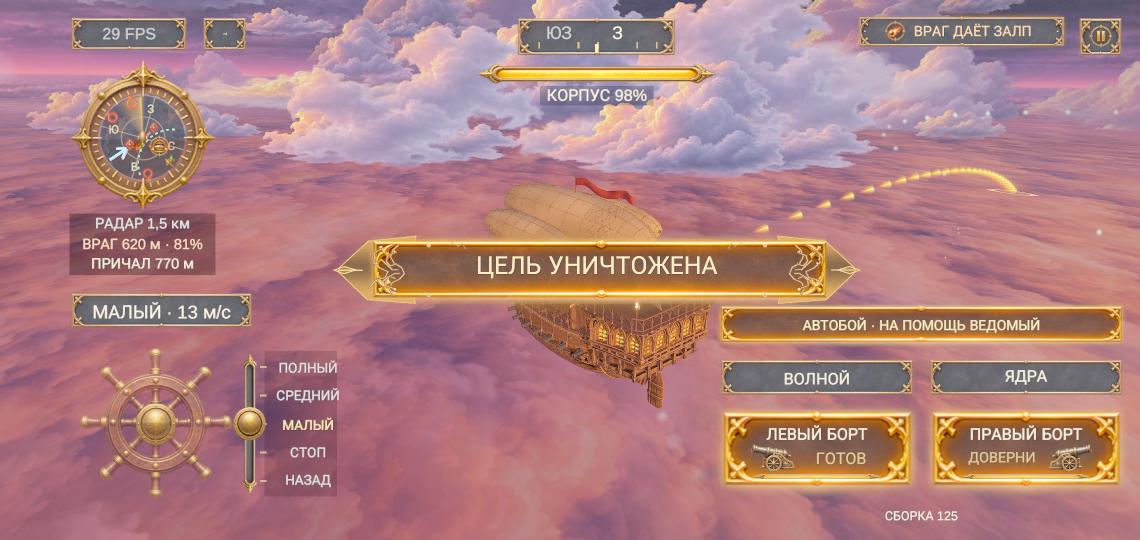 29 FPS
ЮЗ З
ВРАГ ДАЁТ ЗАЛП
КОРПУС 98%
З
Ю
С
В
РАДАР 1,5 км
ВРАГ 620 м · 81%
ПРИЧАЛ 770 м
ЦЕЛЬ УНИЧТОЖЕНА
МАЛЫЙ · 13 м/с
АВТОБОЙ · НА ПОМОЩЬ ВЕДОМЫЙ
ПОЛНЫЙ
СРЕДНИЙ
МАЛЫЙ
СТОП
НАЗАД
ВОЛНОЙ
ЯДРА
ЛЕВЫЙ БОРТ
ГОТОВ
ПРАВЫЙ БОРТ
ДОВЕРНИ
СБОРКА 125